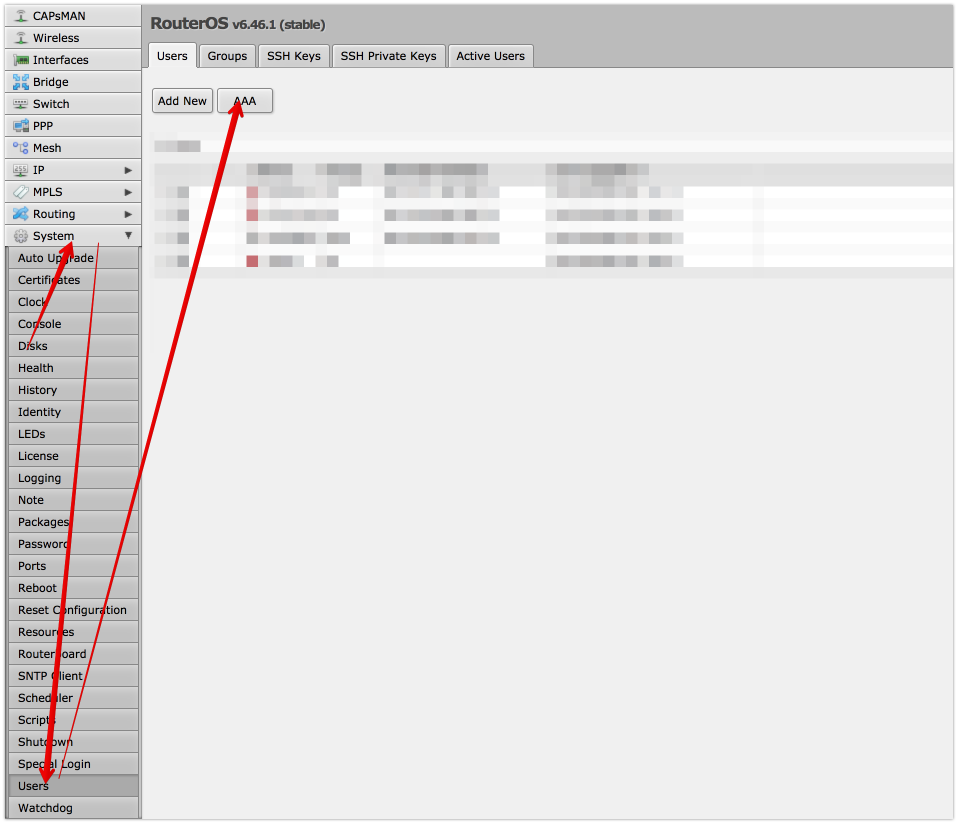 CAPsMAN
Wireless
Interfaces
Bridge
Switch
PPP
Mesh
IP
MPLS
Routing
System
Auto Upgrade
Certificates
Clock
Console
Disks
Health
History
Identity
LEDs
License
Logging
Note
Packages
Password
Ports
Reboot
Reset Configuration
Resources
Routerboard
SNTP Client
Scheduler
Scripts
Shutdown
Special Login
Users
Watchdog
RouterOS v6.46.1 (stable)
Users Groups SSH Keys SSH Private Keys Active Users
Add New AAA